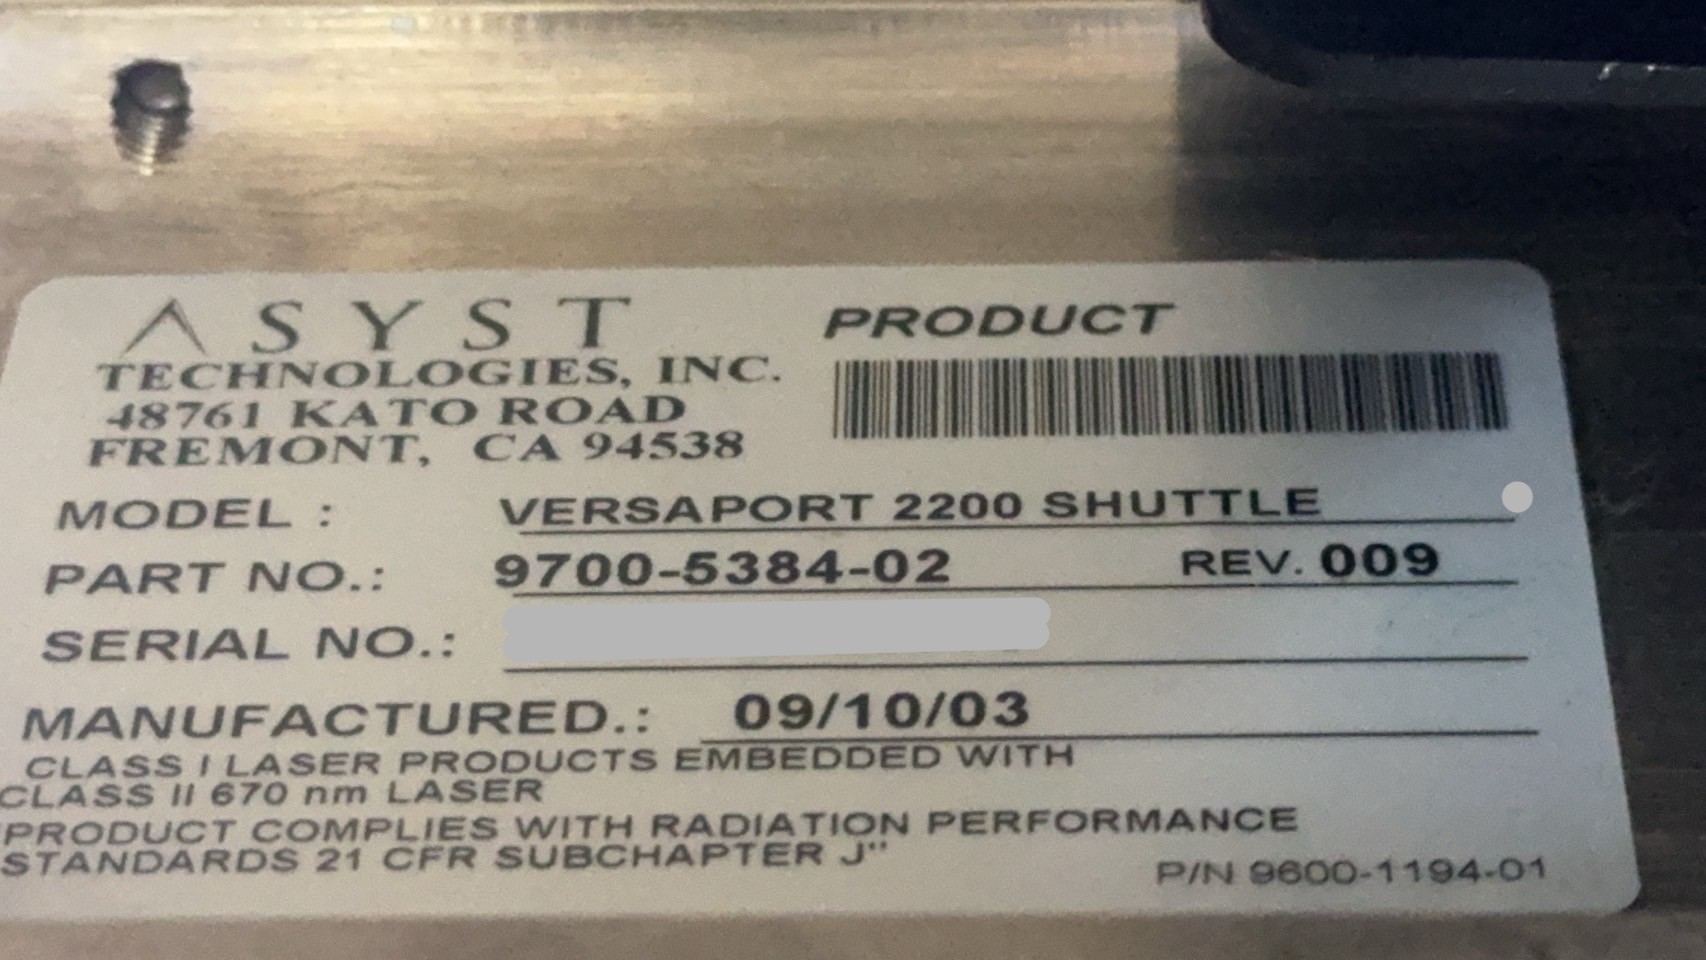 ASYST
TECHNOLOGIES, INC.
48761 KATO ROAD
FREMONT, CA 94538
PRODUCT
MODEL : VERSAPORT 2200 SHUTTLE
PART NO.: 9700-5384-02 REV. 009
SERIAL NO.:
MANUFACTURED.: 09/10/03
CLASS I LASER PRODUCTS EMBEDDED WITH
CLASS II 670 nm LASER
PRODUCT COMPLIES WITH RADIATION PERFORMANCE
STANDARDS 21 CFR SUBCHAPTER J"
P/N 9600-1194-01